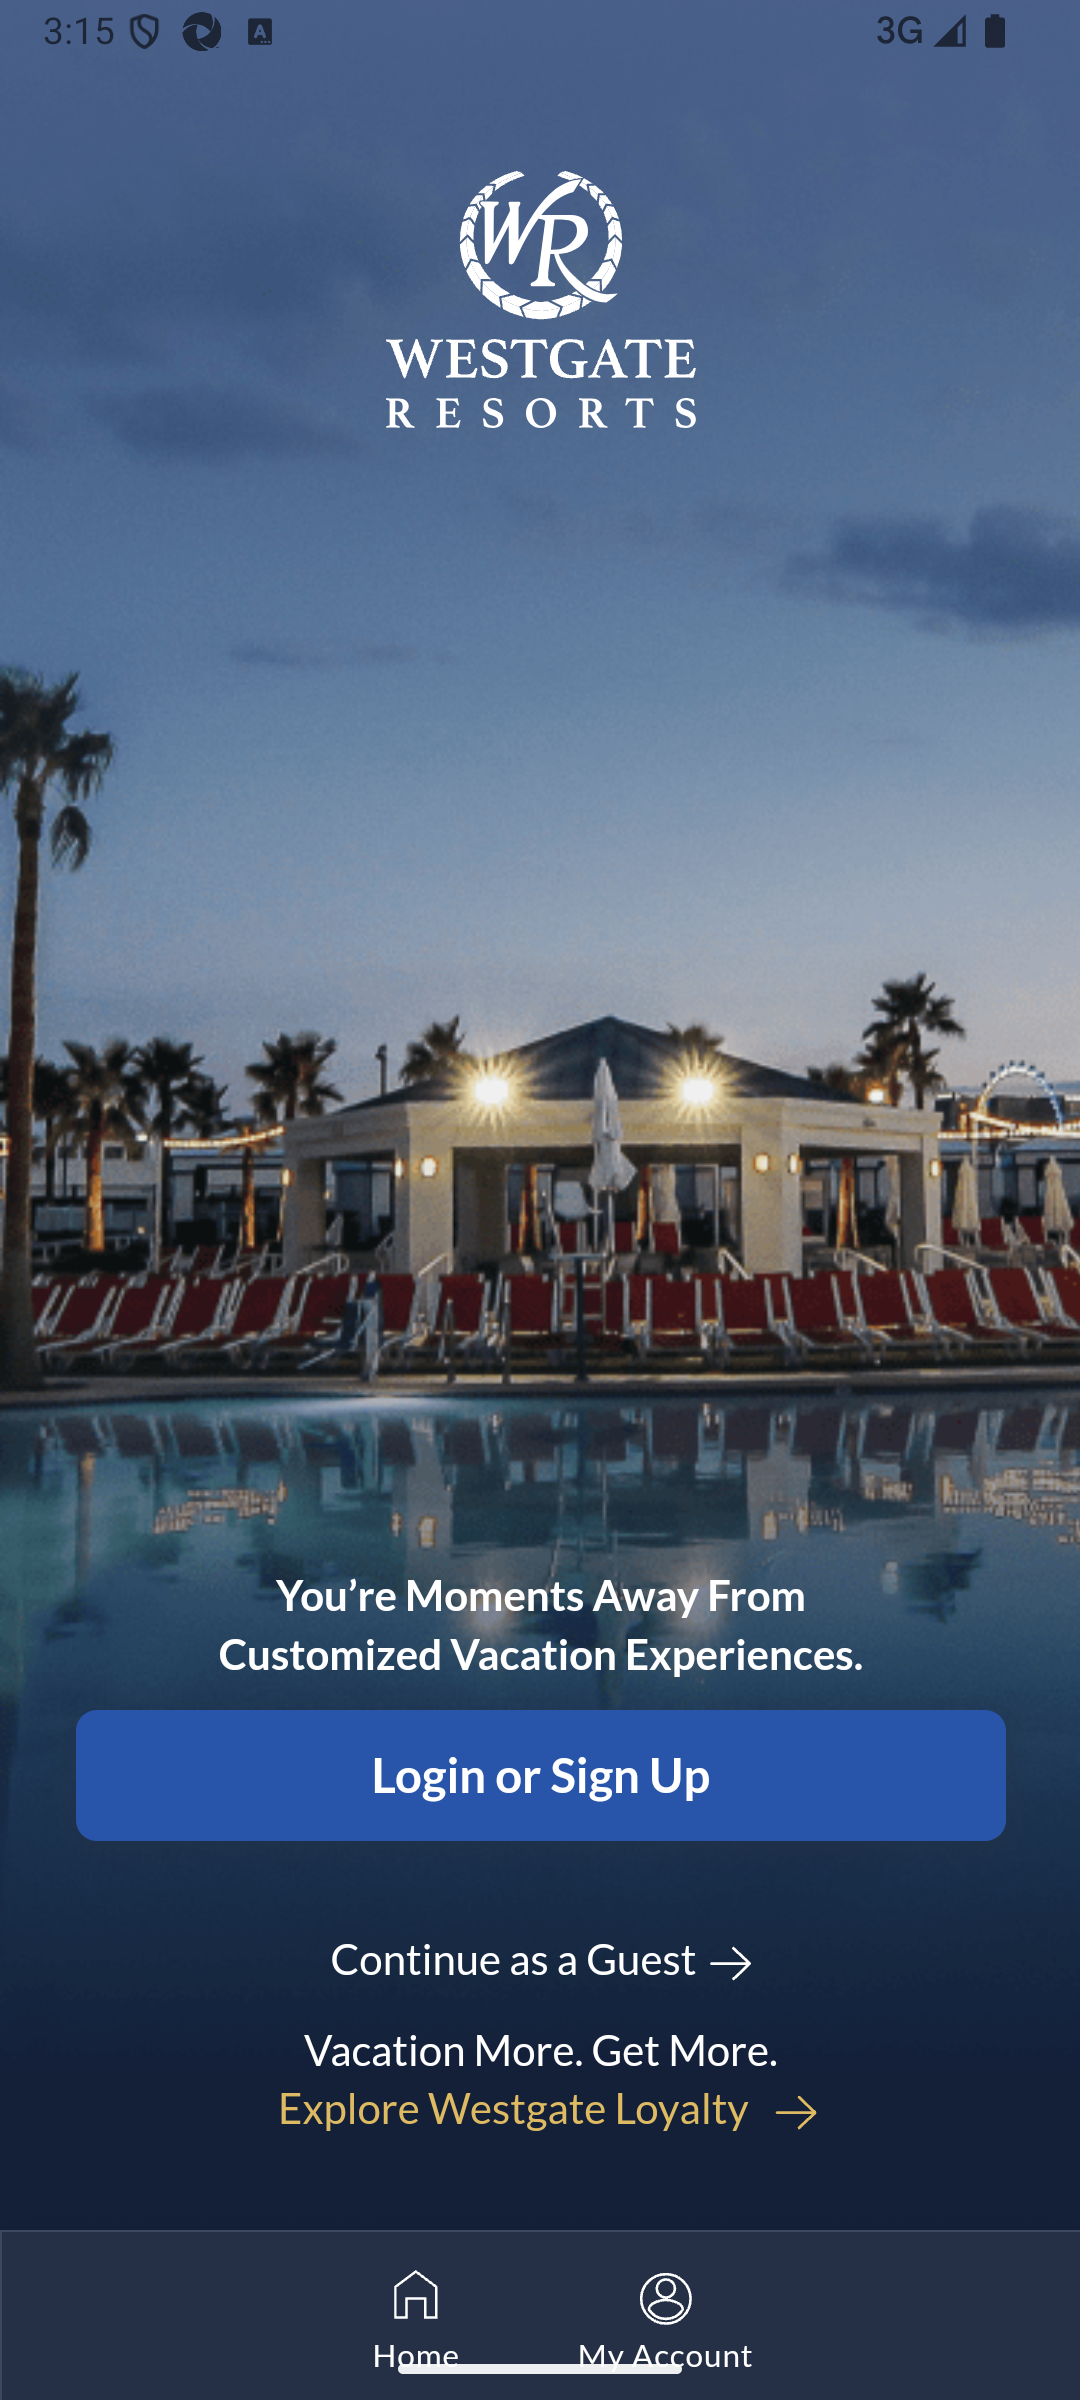 3:15
3G
WR
WESTGATE
RESORTS
You’re Moments Away From
Customized Vacation Experiences.
Login or Sign Up
Continue as a Guest
Vacation More. Get More.
Explore Westgate Loyalty
Home
My Account